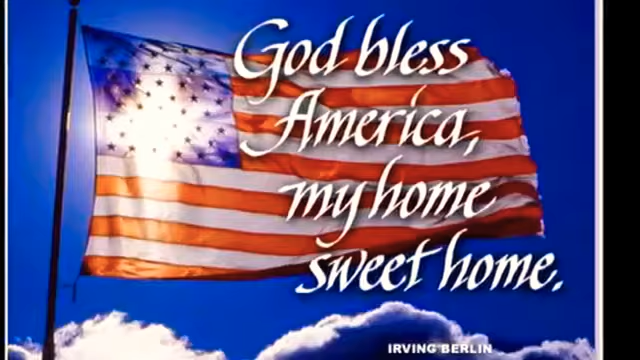 God bless
America,
my home
sweet home.
IRVING BERLIN